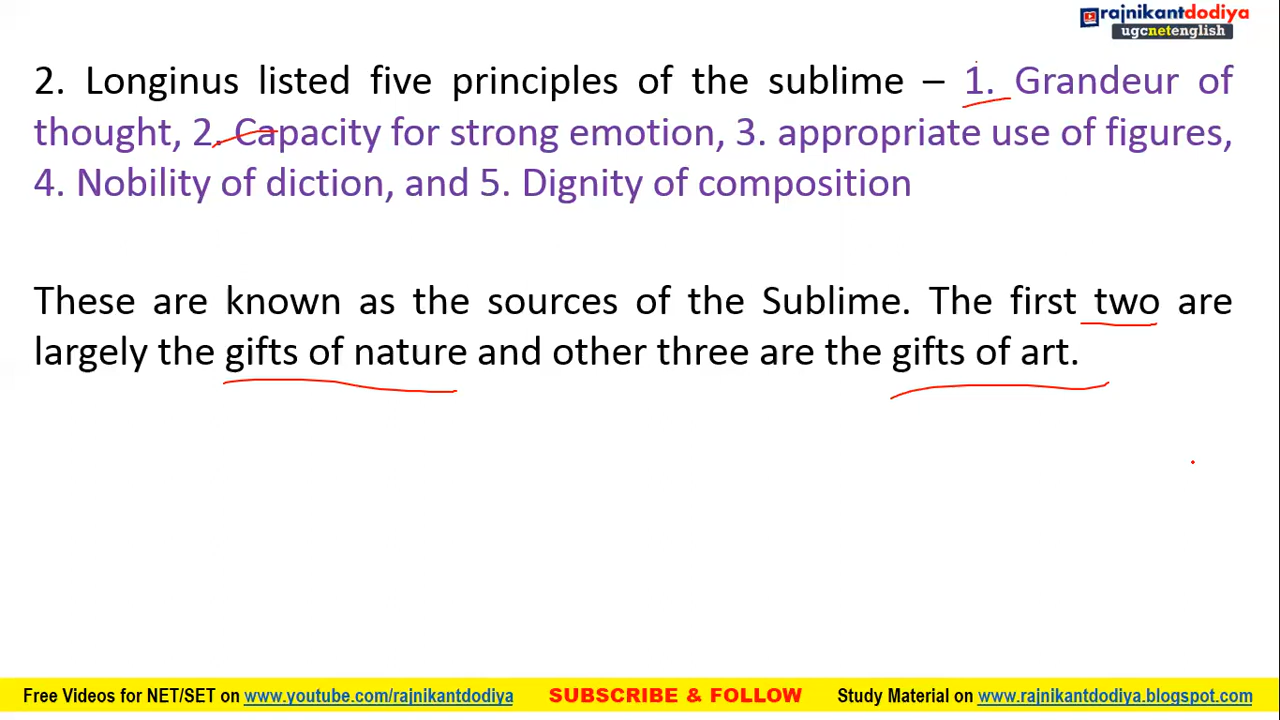 rajnikantdodiya
ugcnetenglish
2. Longinus listed five principles of the sublime – 1. Grandeur of
thought, 2. Capacity for strong emotion, 3. appropriate use of figures,
4. Nobility of diction, and 5. Dignity of composition
These are known as the sources of the Sublime. The first two are
largely the gifts of nature and other three are the gifts of art.
Free Videos for NET/SET on www.youtube.com/rajnikantdodiya SUBSCRIBE & FOLLOW Study Material on www.rajnikantdodiya.blogspot.com